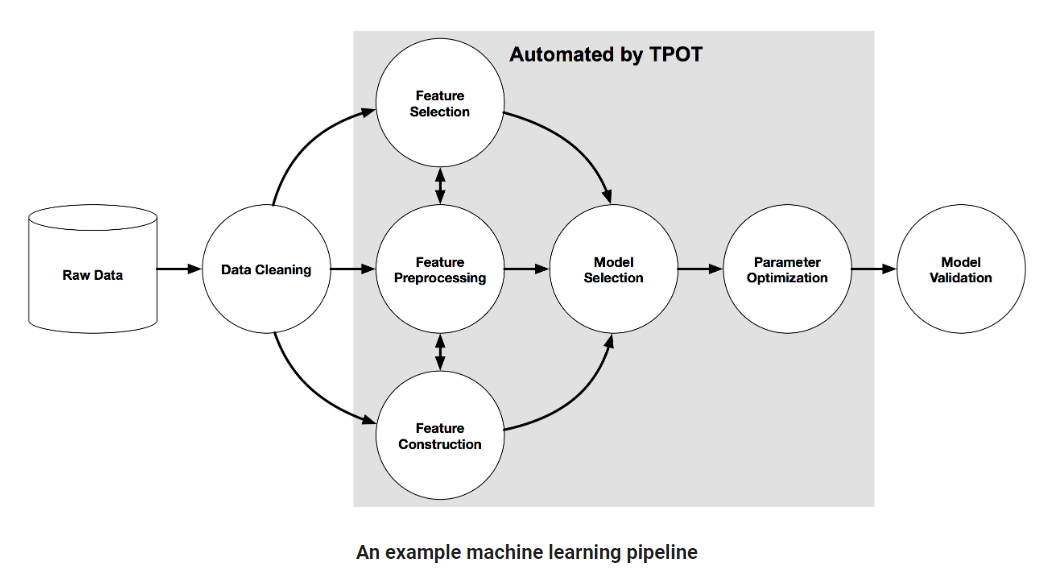 Automated by TPOT
Feature
Selection
Raw Data
Data Cleaning
Feature
Preprocessing
Model
Selection
Parameter
Optimization
Model
Validation
Feature
Construction
An example machine learning pipeline